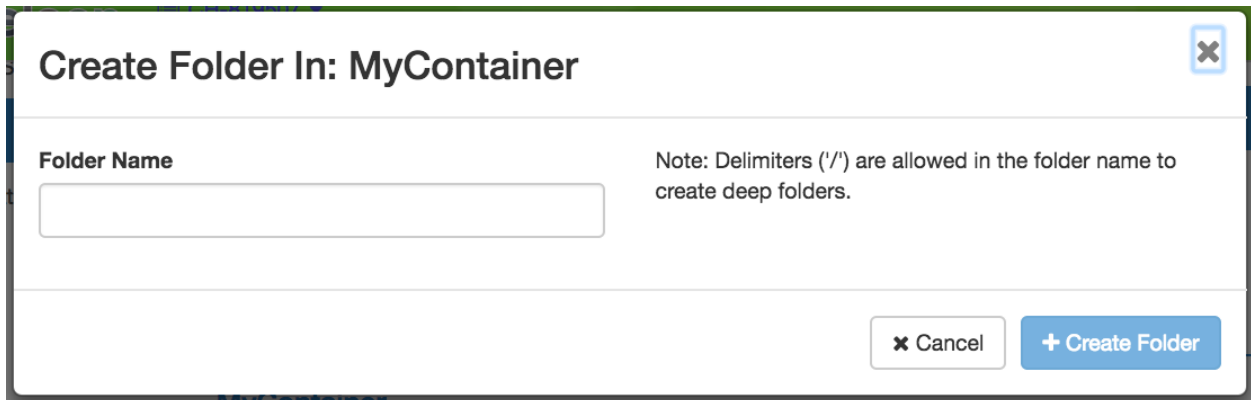 Create Folder In: MyContainer
Folder Name
Note: Delimiters ('/') are allowed in the folder name to
create deep folders.
Cancel
+ Create Folder
MyContainer